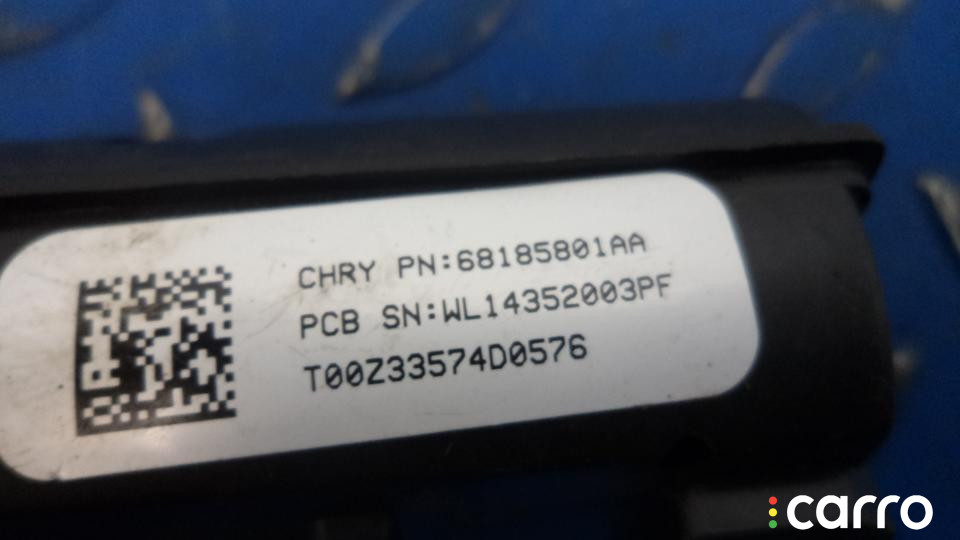 CHRY PN:68185801AA
PCB SN:WL14352003PF
T00Z33574D0576
carro